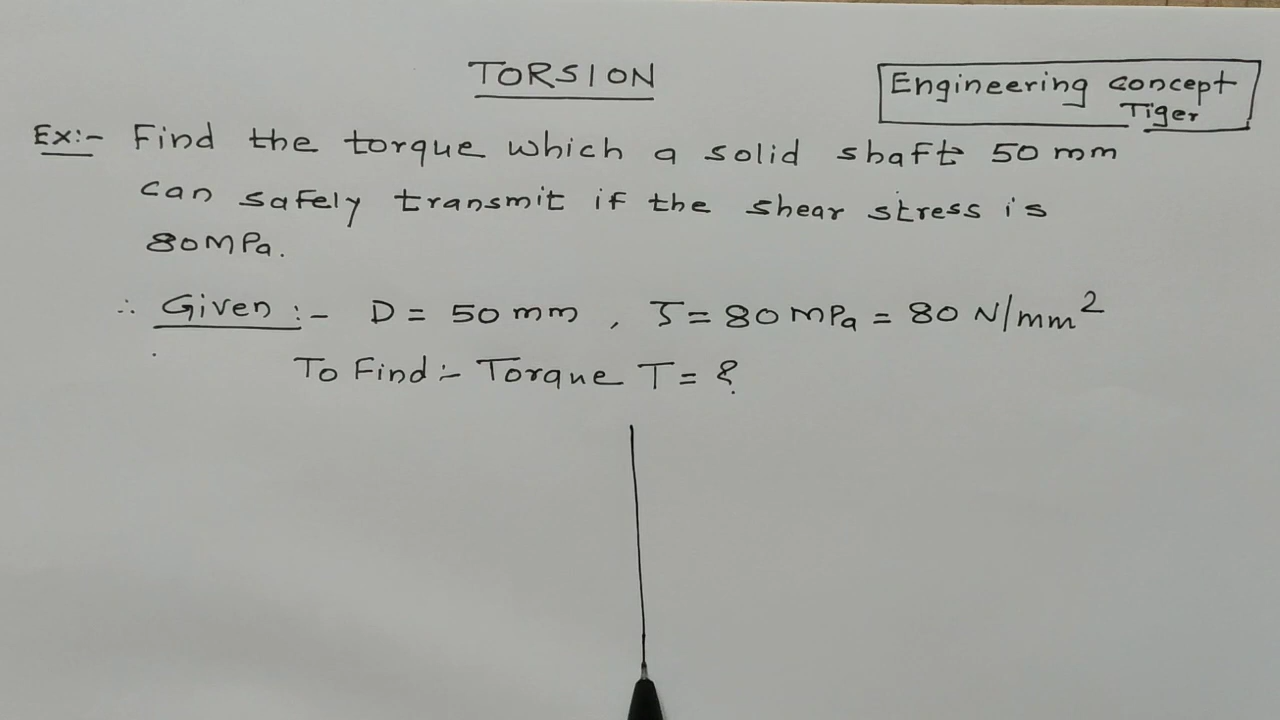 TORSION
Engineering concept
Tiger
Ex:- Find the torque which a solid shaft 50 mm
can safely transmit if the shear stress is
80MPa.
∴ Given :- D = 50 mm , ζ = 80 MPa = 80 N/mm²
To Find :- Torque T = ?